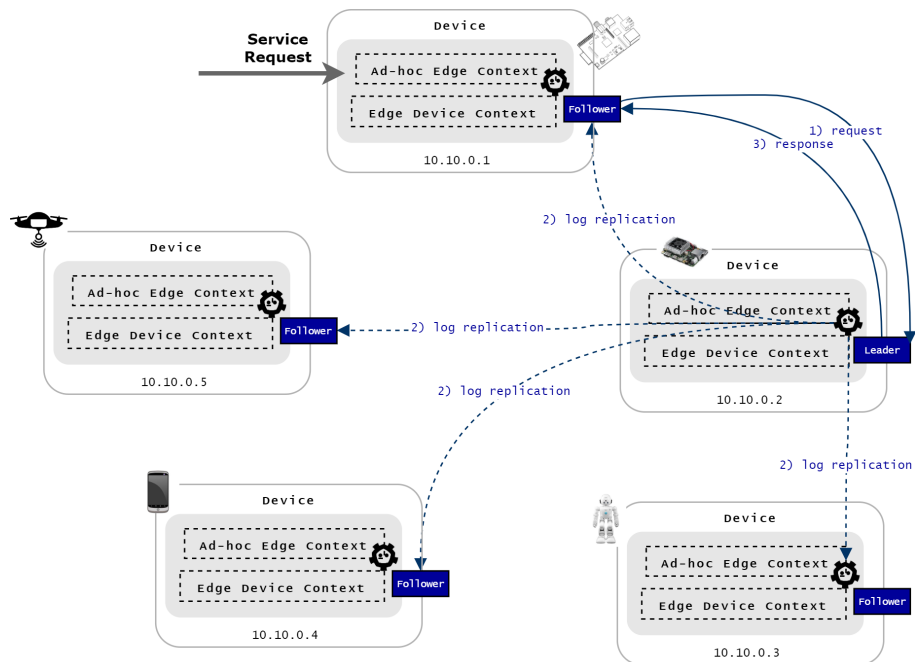 Device
Service
Request
Ad-hoc Edge Context
Edge Device Context
Follower
10.10.0.1
1) request
3) response
2) log replication
Device
Ad-hoc Edge Context
Edge Device Context
Follower
10.10.0.5
2) log replication
Device
Ad-hoc Edge Context
Edge Device Context
Leader
10.10.0.2
2) log replication
2) log replication
Device
Ad-hoc Edge Context
Edge Device Context
Follower
10.10.0.4
Device
Ad-hoc Edge Context
Edge Device Context
Follower
10.10.0.3